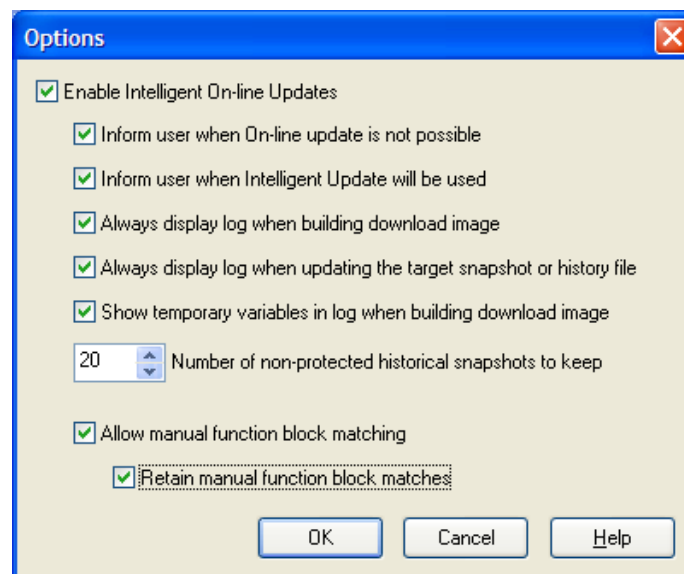 Options
Enable Intelligent On-line Updates
Inform user when On-line update is not possible
Inform user when Intelligent Update will be used
Always display log when building download image
Always display log when updating the target snapshot or history file
Show temporary variables in log when building download image
20 Number of non-protected historical snapshots to keep
Allow manual function block matching
Retain manual function block matches
OK Cancel Help